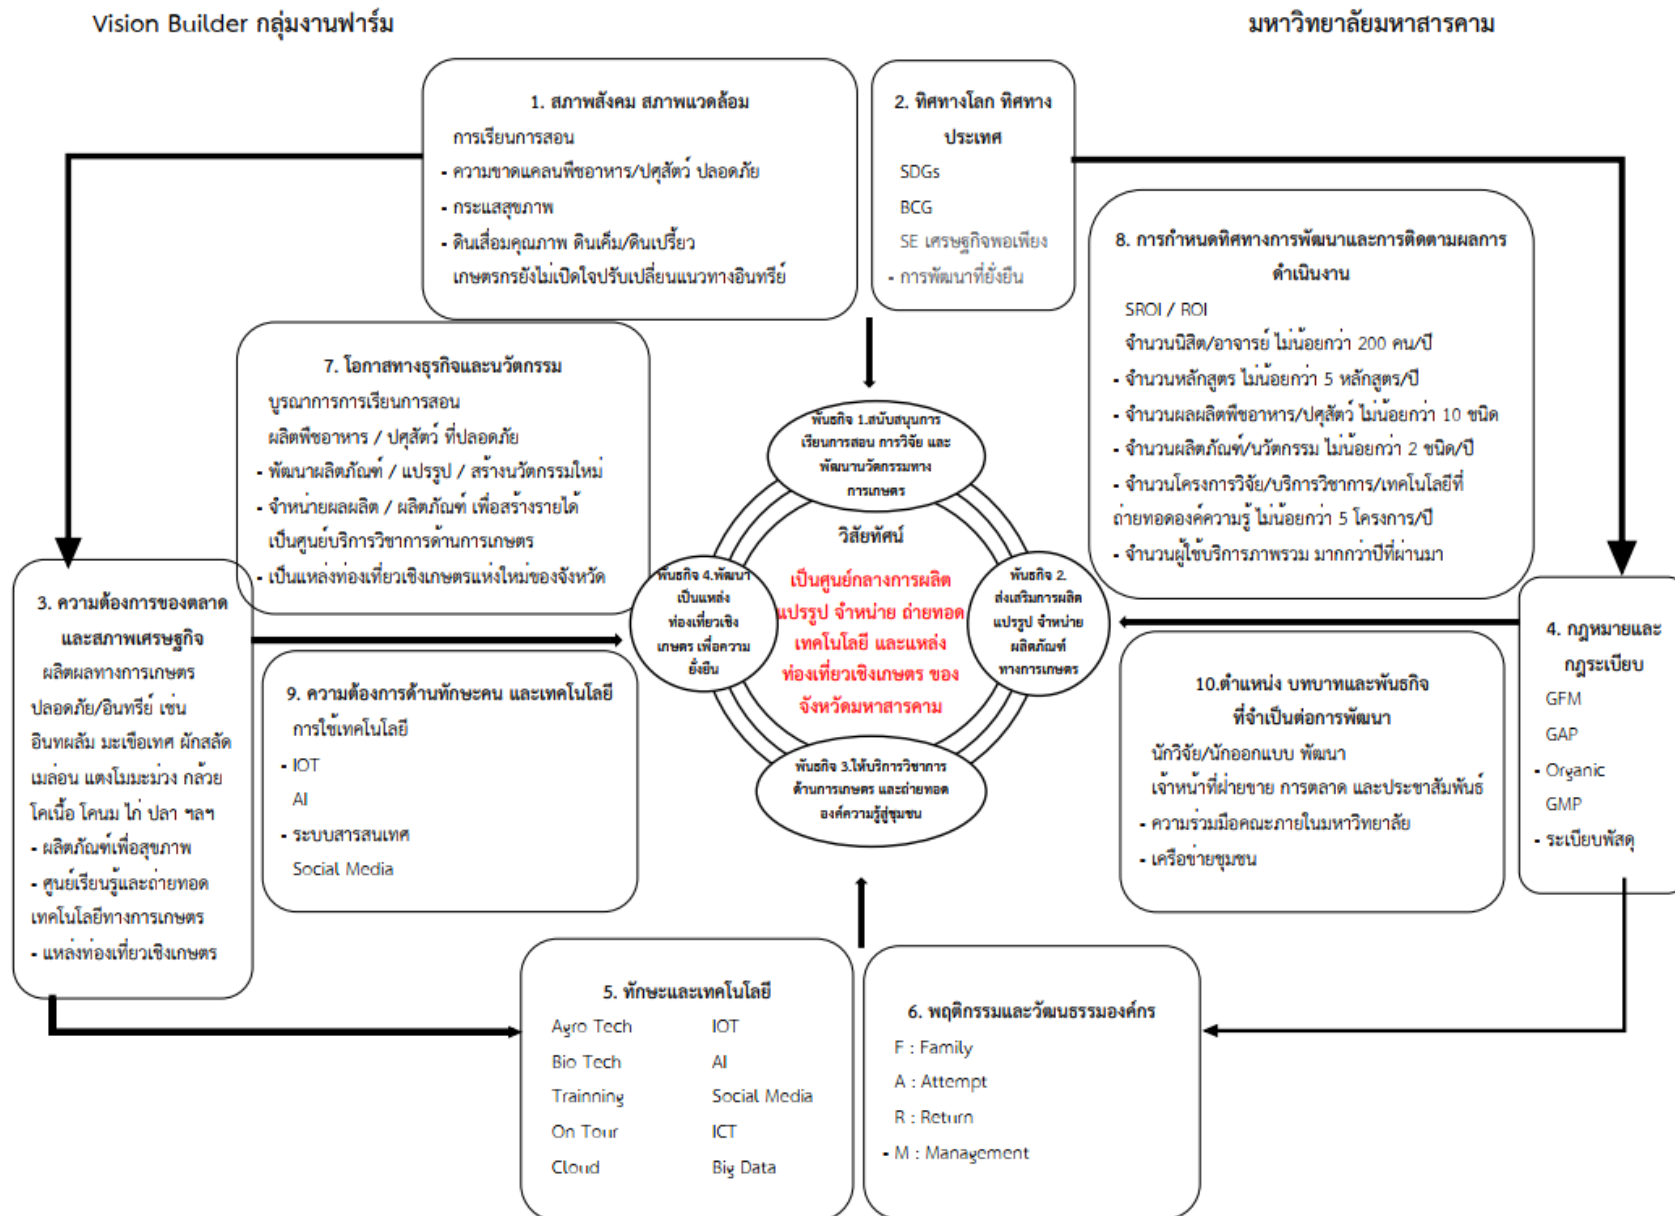 Vision Builder กลุ่มงานฟาร์ม
มหาวิทยาลัยมหาสารคาม
1. สภาพสังคม สภาพแวดล้อม
การเรียนการสอน
- ความขาดแคลนพืชอาหาร/ปศุสัตว์ ปลอดภัย
- กระแสสุขภาพ
- ดินเสื่อมคุณภาพ ดินเค็ม/ดินเปรี้ยว
เกษตรกรยังไม่เปิดใจปรับเปลี่ยนแนวทางอินทรีย์
2. ทิศทางโลก ทิศทาง
ประเทศ
SDGs
BCG
SE เศรษฐกิจพอเพียง
- การพัฒนาที่ยั่งยืน
8. การกำหนดทิศทางการพัฒนาและการติดตามผลการ
ดำเนินงาน
SROI / ROI
จำนวนนิสิต/อาจารย์ ไม่น้อยกว่า 200 คน/ปี
- จำนวนหลักสูตร ไม่น้อยกว่า 5 หลักสูตร/ปี
- จำนวนผลผลิตพืชอาหาร/ปศุสัตว์ ไม่น้อยกว่า 10 ชนิด
- จำนวนผลิตภัณฑ์/นวัตกรรม ไม่น้อยกว่า 2 ชนิด/ปี
- จำนวนโครงการวิจัย/บริการวิชาการ/เทคโนโลยีที่
ถ่ายทอดองค์ความรู้ ไม่น้อยกว่า 5 โครงการ/ปี
- จำนวนผู้ใช้บริการภาพรวม มากกว่าปีที่ผ่านมา
7. โอกาสทางธุรกิจและนวัตกรรม
บูรณาการการเรียนการสอน
ผลิตพืชอาหาร / ปศุสัตว์ ที่ปลอดภัย
- พัฒนาผลิตภัณฑ์ / แปรรูป / สร้างนวัตกรรมใหม่
- จำหน่ายผลผลิต / ผลิตภัณฑ์ เพื่อสร้างรายได้
เป็นศูนย์บริการวิชาการด้านการเกษตร
- เป็นแหล่งท่องเที่ยวเชิงเกษตรแห่งใหม่ของจังหวัด
พันธกิจ 1.สนับสนุนการ
เรียนการสอน การวิจัย และ
พัฒนานวัตกรรมทาง
การเกษตร
วิสัยทัศน์
เป็นศูนย์กลางการผลิต
แปรรูป จำหน่าย ถ่ายทอด
เทคโนโลยี และแหล่ง
ท่องเที่ยวเชิงเกษตร ของ
จังหวัดมหาสารคาม
พันธกิจ 4.พัฒนา
เป็นแหล่ง
ท่องเที่ยวเชิง
เกษตร เพื่อความ
ยั่งยืน
พันธกิจ 2.
ส่งเสริมการผลิต
แปรรูป จำหน่าย
ผลิตภัณฑ์
ทางการเกษตร
พันธกิจ 3.ให้บริการวิชาการ
ด้านการเกษตร และถ่ายทอด
องค์ความรู้สู่ชุมชน
3. ความต้องการของตลาด
และสภาพเศรษฐกิจ
ผลิตผลทางการเกษตร
ปลอดภัย/อินทรีย์ เช่น
อินทผลัม มะเขือเทศ ผักสลัด
เมล่อน แตงโมมะม่วง กล้วย
โคเนื้อ โคนม ไก่ ปลา ฯลฯ
- ผลิตภัณฑ์เพื่อสุขภาพ
- ศูนย์เรียนรู้และถ่ายทอด
เทคโนโลยีทางการเกษตร
- แหล่งท่องเที่ยวเชิงเกษตร
9. ความต้องการด้านทักษะคน และเทคโนโลยี
การใช้เทคโนโลยี
- IOT
AI
- ระบบสารสนเทศ
Social Media
10.ตำแหน่ง บทบาทและพันธกิจ
ที่จำเป็นต่อการพัฒนา
นักวิจัย/นักออกแบบ พัฒนา
เจ้าหน้าที่ฝ่ายขาย การตลาด และประชาสัมพันธ์
- ความร่วมมือคณะภายในมหาวิทยาลัย
- เครือข่ายชุมชน
4. กฎหมายและ
กฎระเบียบ
GFM
GAP
- Organic
GMP
- ระเบียบพัสดุ
5. ทักษะและเทคโนโลยี
Agro Tech IOT
Bio Tech AI
Trainning Social Media
On Tour ICT
Cloud Big Data
6. พฤติกรรมและวัฒนธรรมองค์กร
F : Family
A : Attempt
R : Return
- M : Management